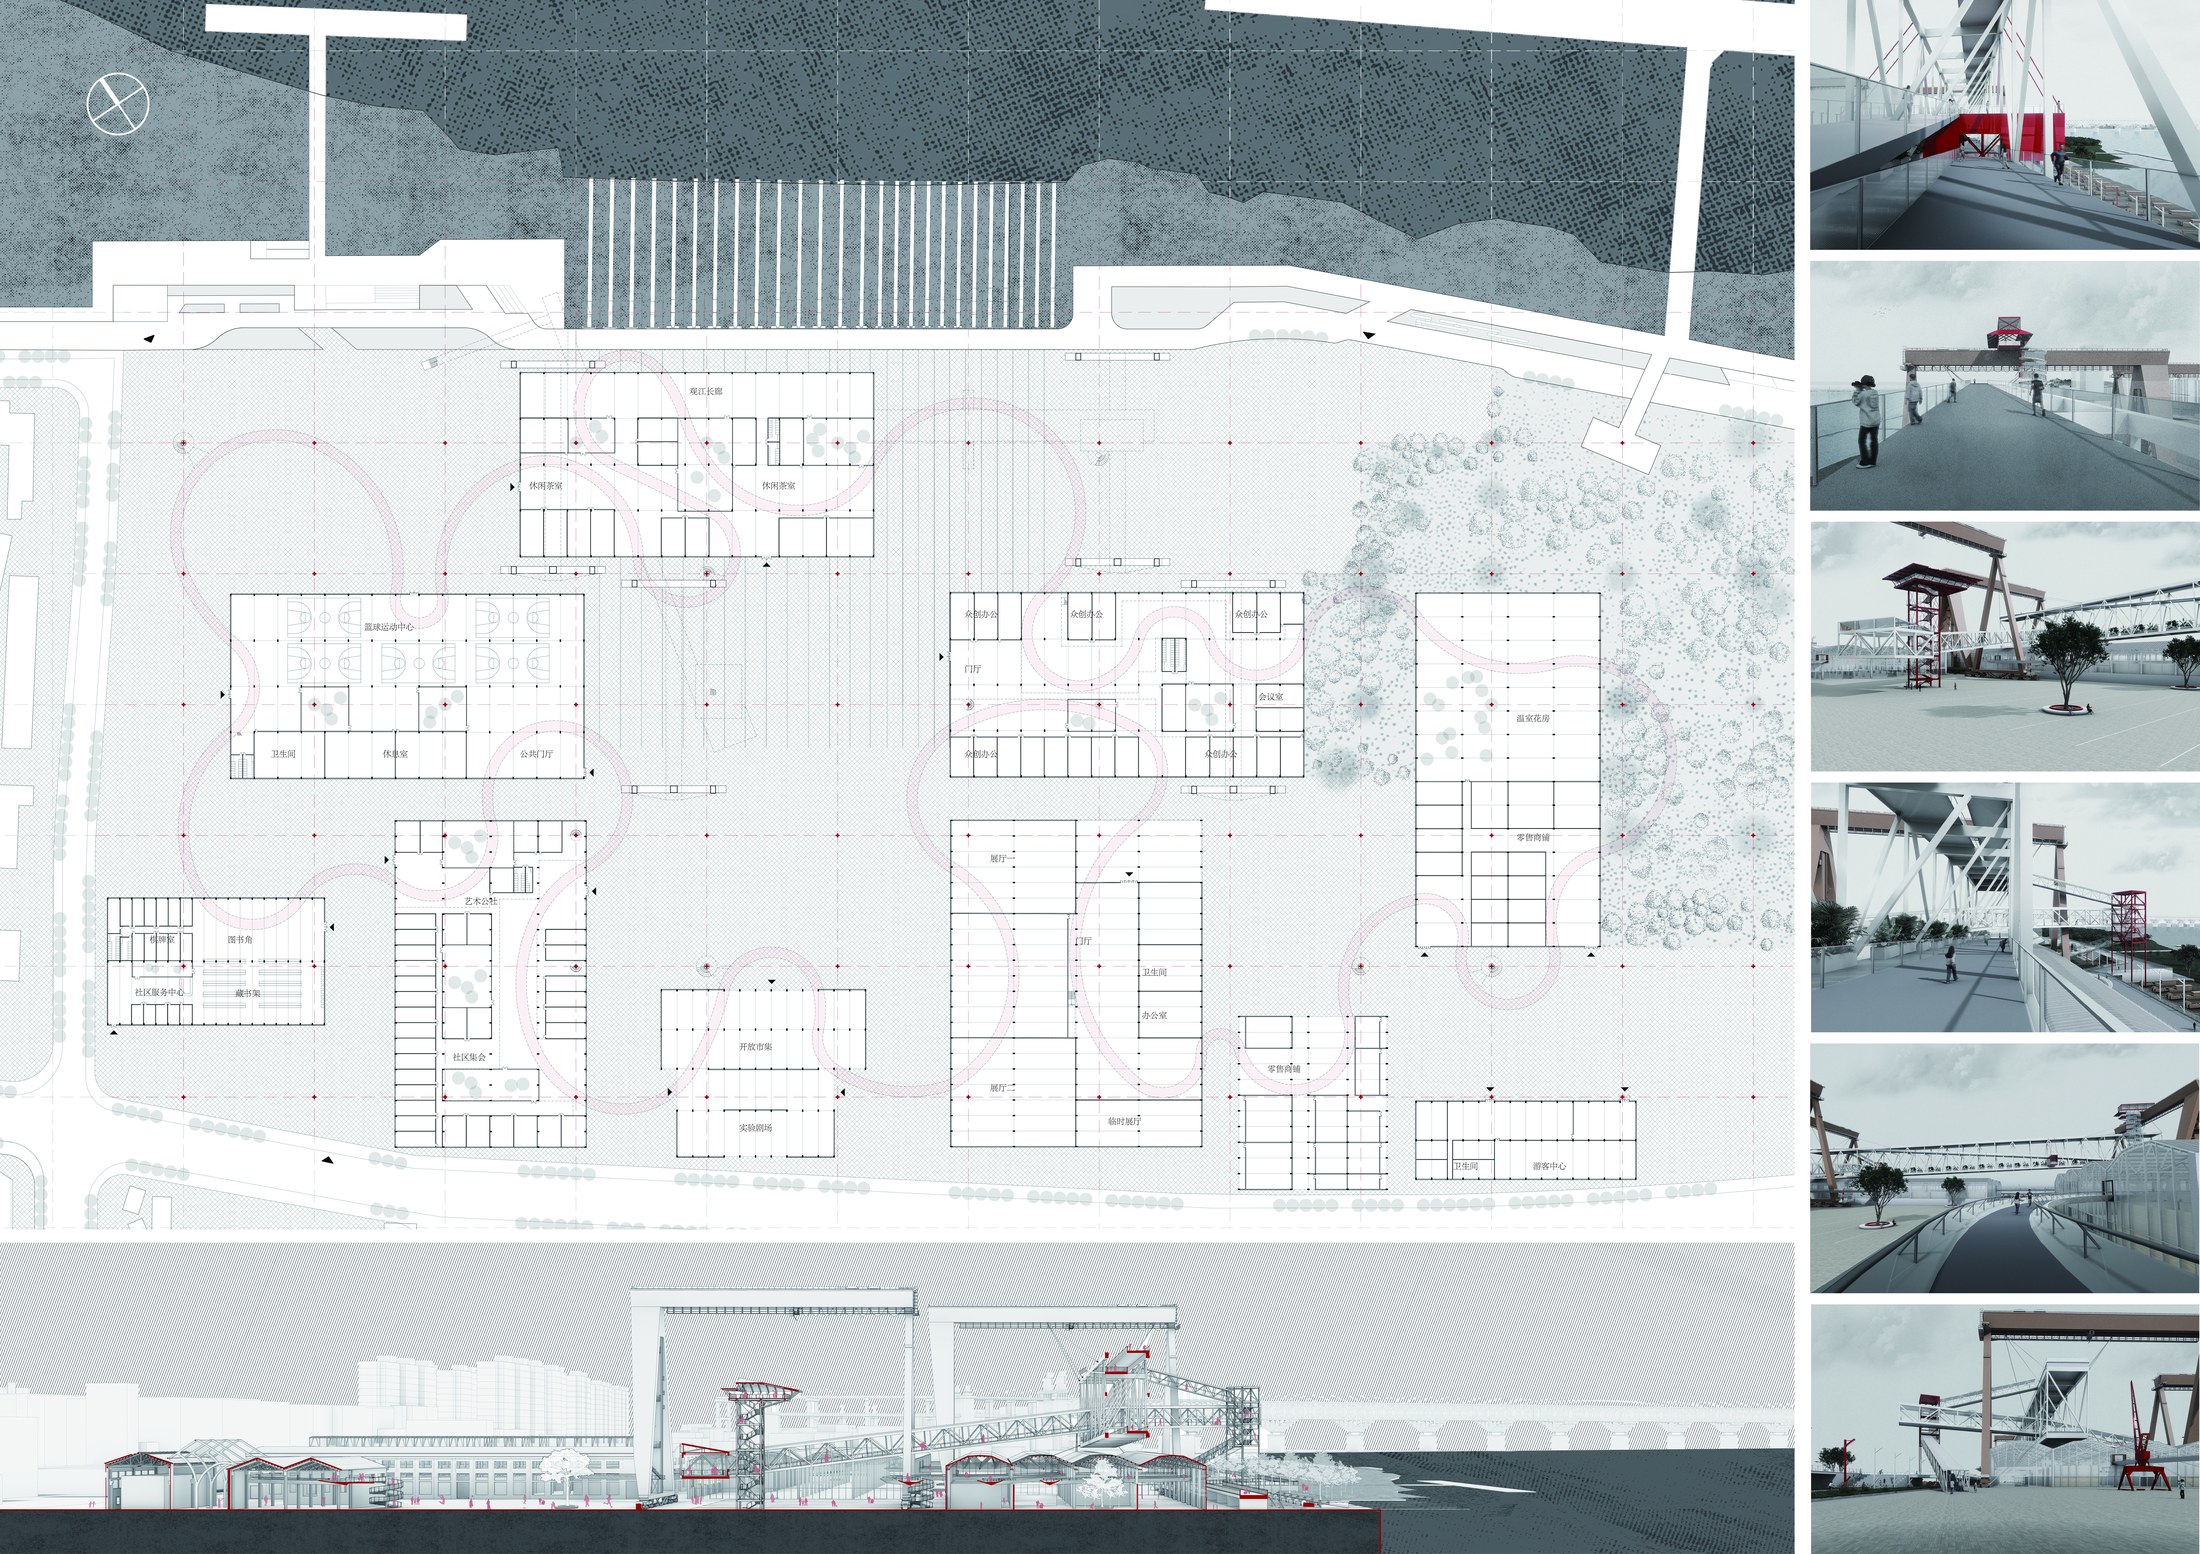 观江长廊
休闲茶室
休闲茶室
篮球运动中心
卫生间
休息室
公共门厅
众创办公
众创办公
众创办公
门厅
会议室
众创办公
众创办公
温室花房
零售商铺
棋牌室
图书角
社区服务中心
藏书架
艺术公社
社区集会
开放市集
实验剧场
展厅一
门厅
卫生间
办公室
展厅二
临时展厅
零售商铺
卫生间
游客中心